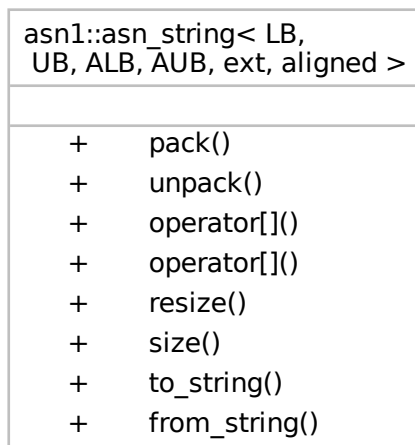 asn1::asn_string< LB,
UB, ALB, AUB, ext, aligned >
+ pack()
+ unpack()
+ operator[]()
+ operator[]()
+ resize()
+ size()
+ to_string()
+ from_string()